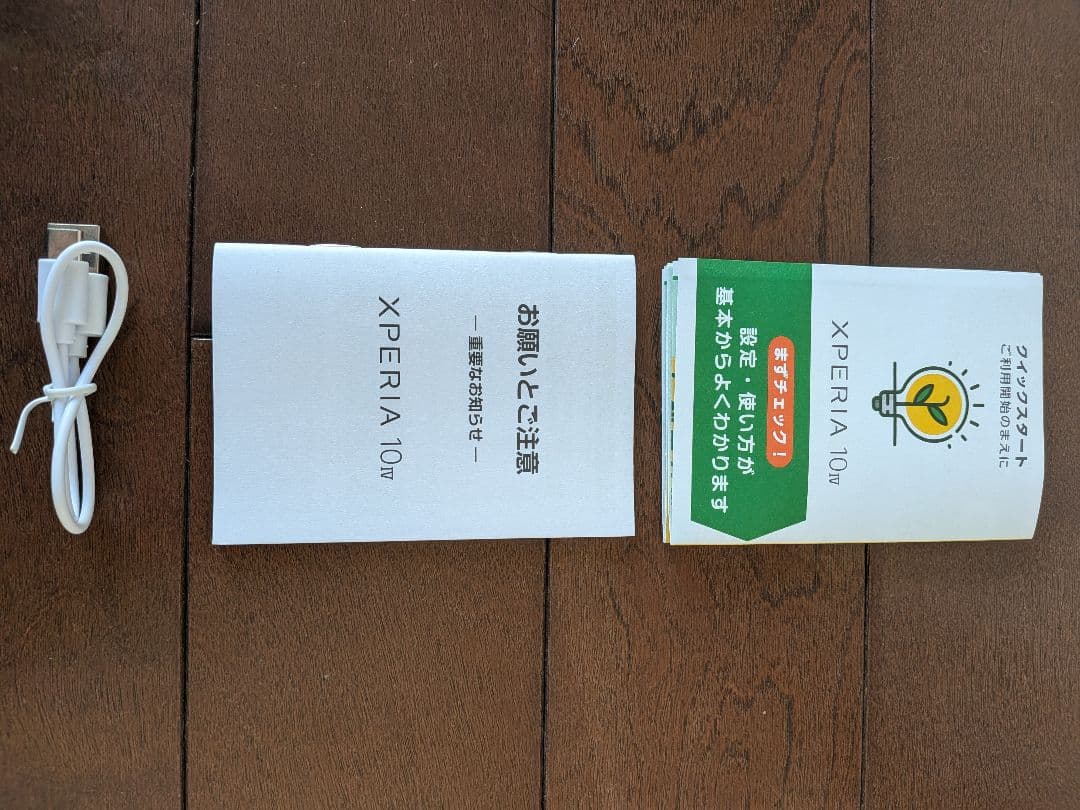 クイックスタート
ご利用開始のまえに
XPERIA 10 IV
まずチェック！
設定・使い方が
基本からよくわかります
お願いとご注意
― 重要なお知らせ ―
XPERIA 10 IV